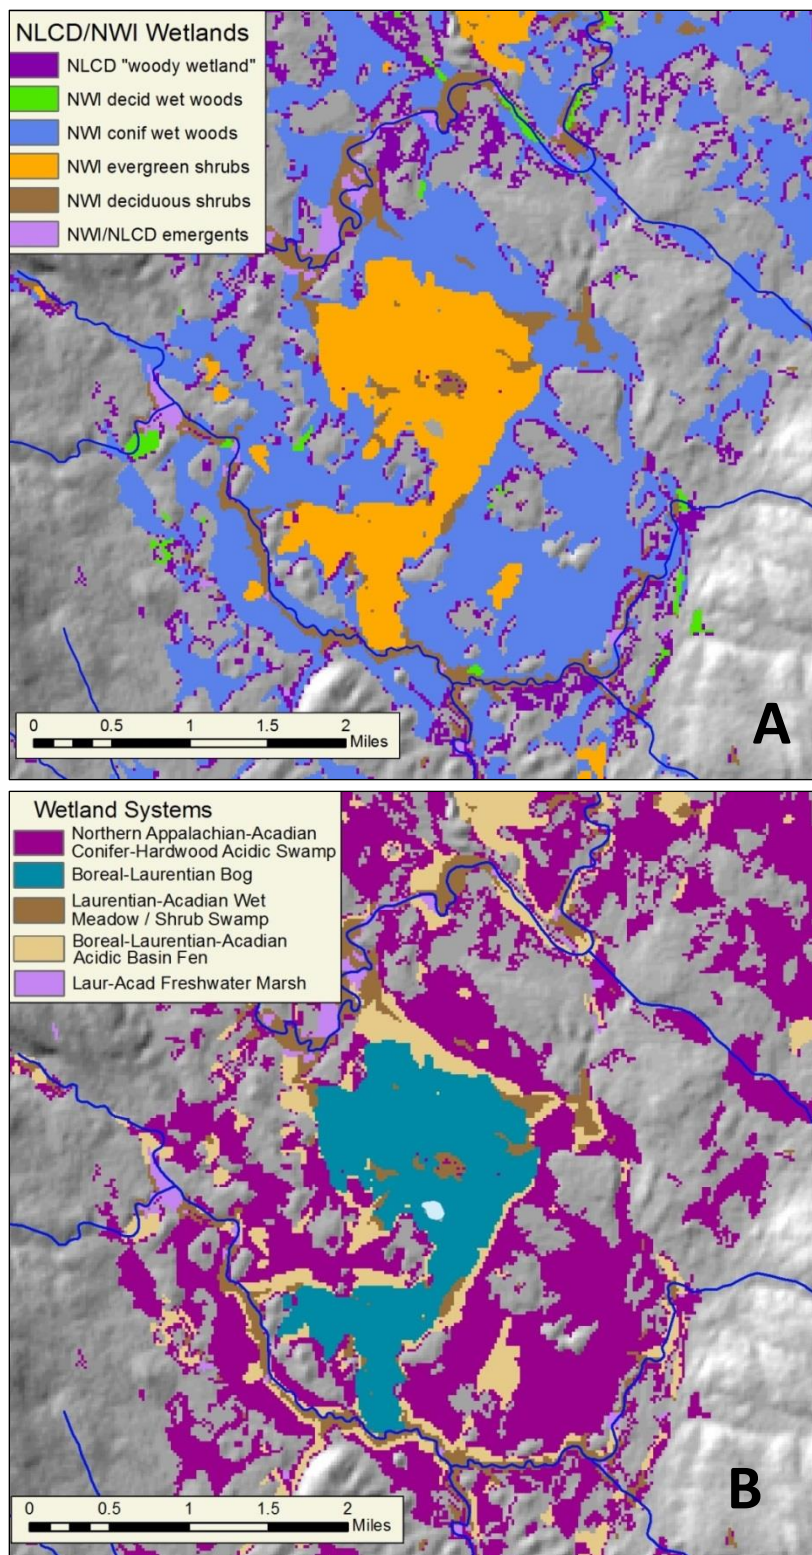 NLCD/NWI Wetlands
NLCD "woody wetland"
NWI decid wet woods
NWI conif wet woods
NWI evergreen shrubs
NWI deciduous shrubs
NWI/NLCD emergents
0 0.5 1 1.5 2
Miles
A
Wetland Systems
Northern Appalachian-Acadian
Conifer-Hardwood Acidic Swamp
Boreal-Laurentian Bog
Laurentian-Acadian Wet
Meadow / Shrub Swamp
Boreal-Laurentian-Acadian
Acidic Basin Fen
Laur-Acad Freshwater Marsh
0 0.5 1 1.5 2
Miles
B